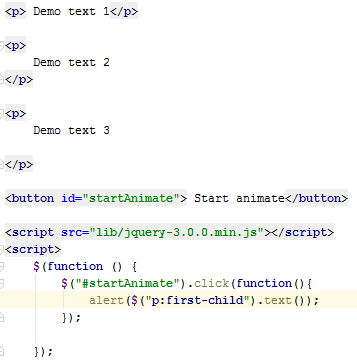 <p> Demo text 1</p>
<p>
Demo text 2
</p>
<p>
Demo text 3
</p>
<button id="startAnimate"> Start animate</button>
<script src="lib/jquery-3.0.0.min.js"></script>
<script>
$(function () {
$("#startAnimate").click(function(){
alert($("p:first-child").text());
});
});